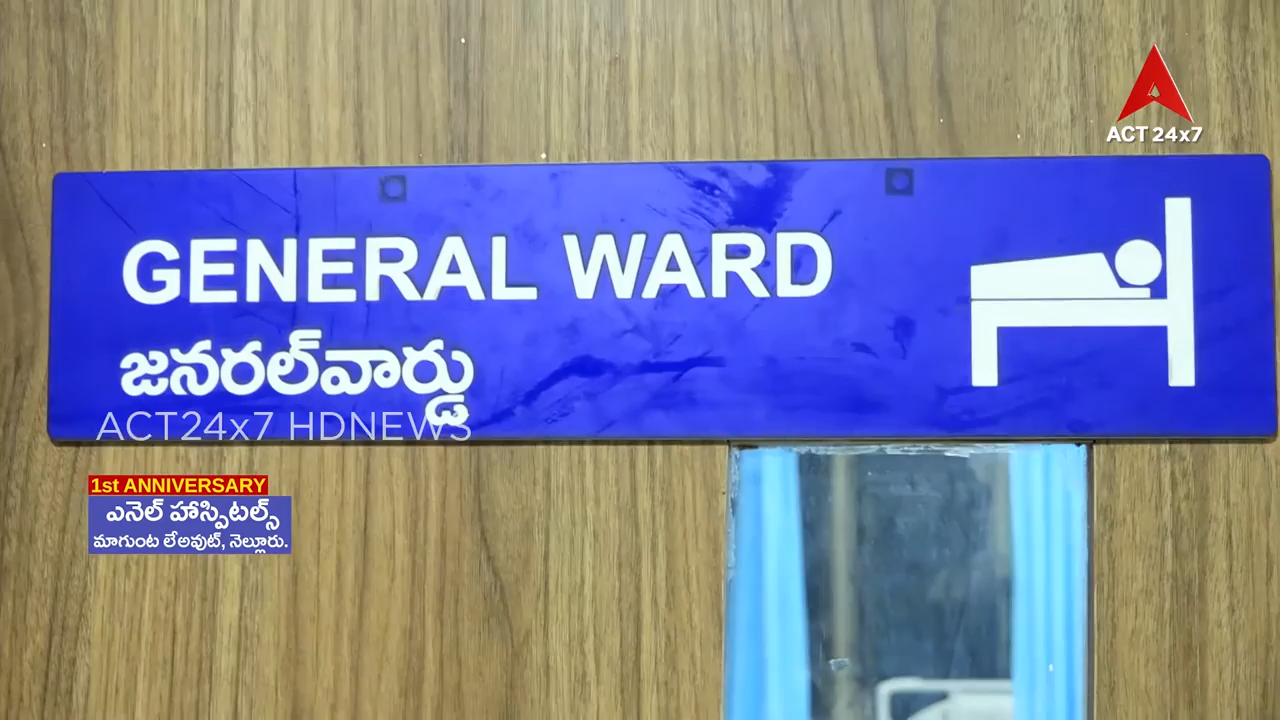 ACT 24x7
GENERAL WARD
జనరల్‌వార్డు
ACT24x7 HDNEWS
1st ANNIVERSARY
ఎనెల్ హాస్పిటల్స్
మాగుంట లేఅవుట్, నెల్లూరు.